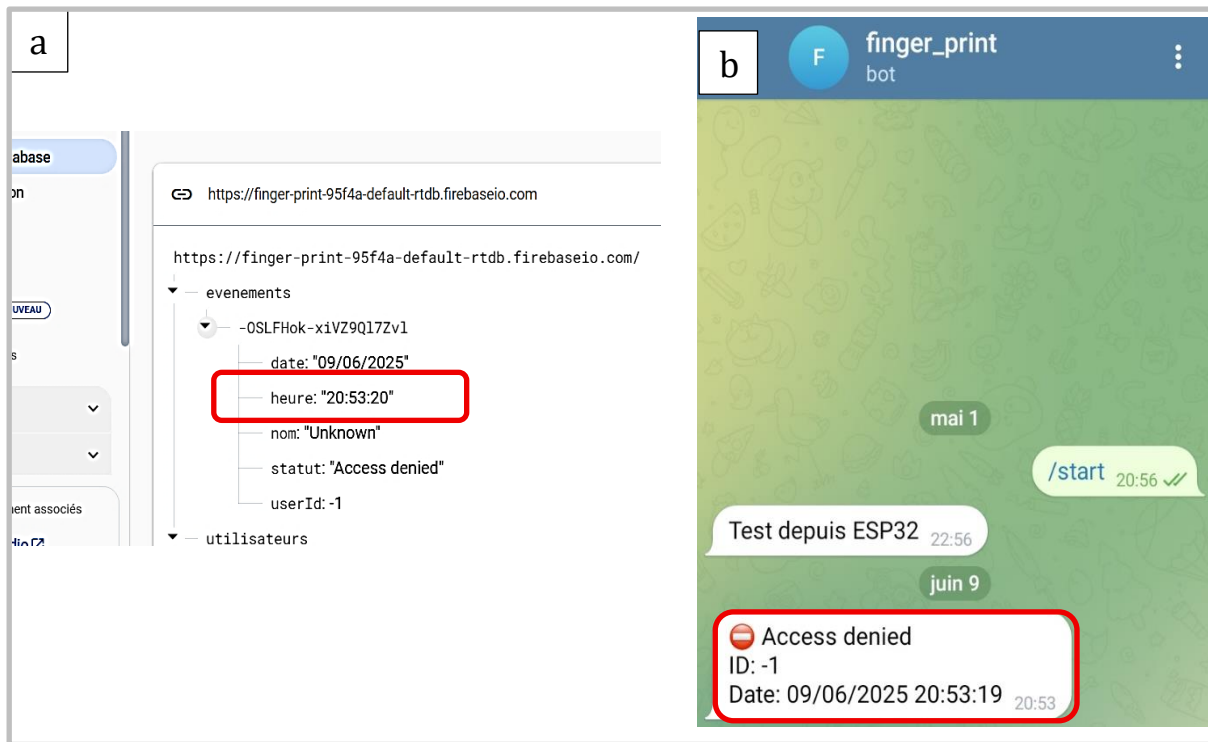 a
abase
on
UVEAU
s
ent associés
dio
https://finger-print-95f4a-default-rtdb.firebaseio.com
https://finger-print-95f4a-default-rtdb.firebaseio.com/
evenements
-OSLFHok-xiVZ9Ql7Zvl
date: "09/06/2025"
heure: "20:53:20"
nom: "Unknown"
statut: "Access denied"
userId: -1
utilisateurs
b
F
finger_print
bot
mai 1
/start 20:56
Test depuis ESP32 22:56
juin 9
Access denied
ID: -1
Date: 09/06/2025 20:53:19 20:53